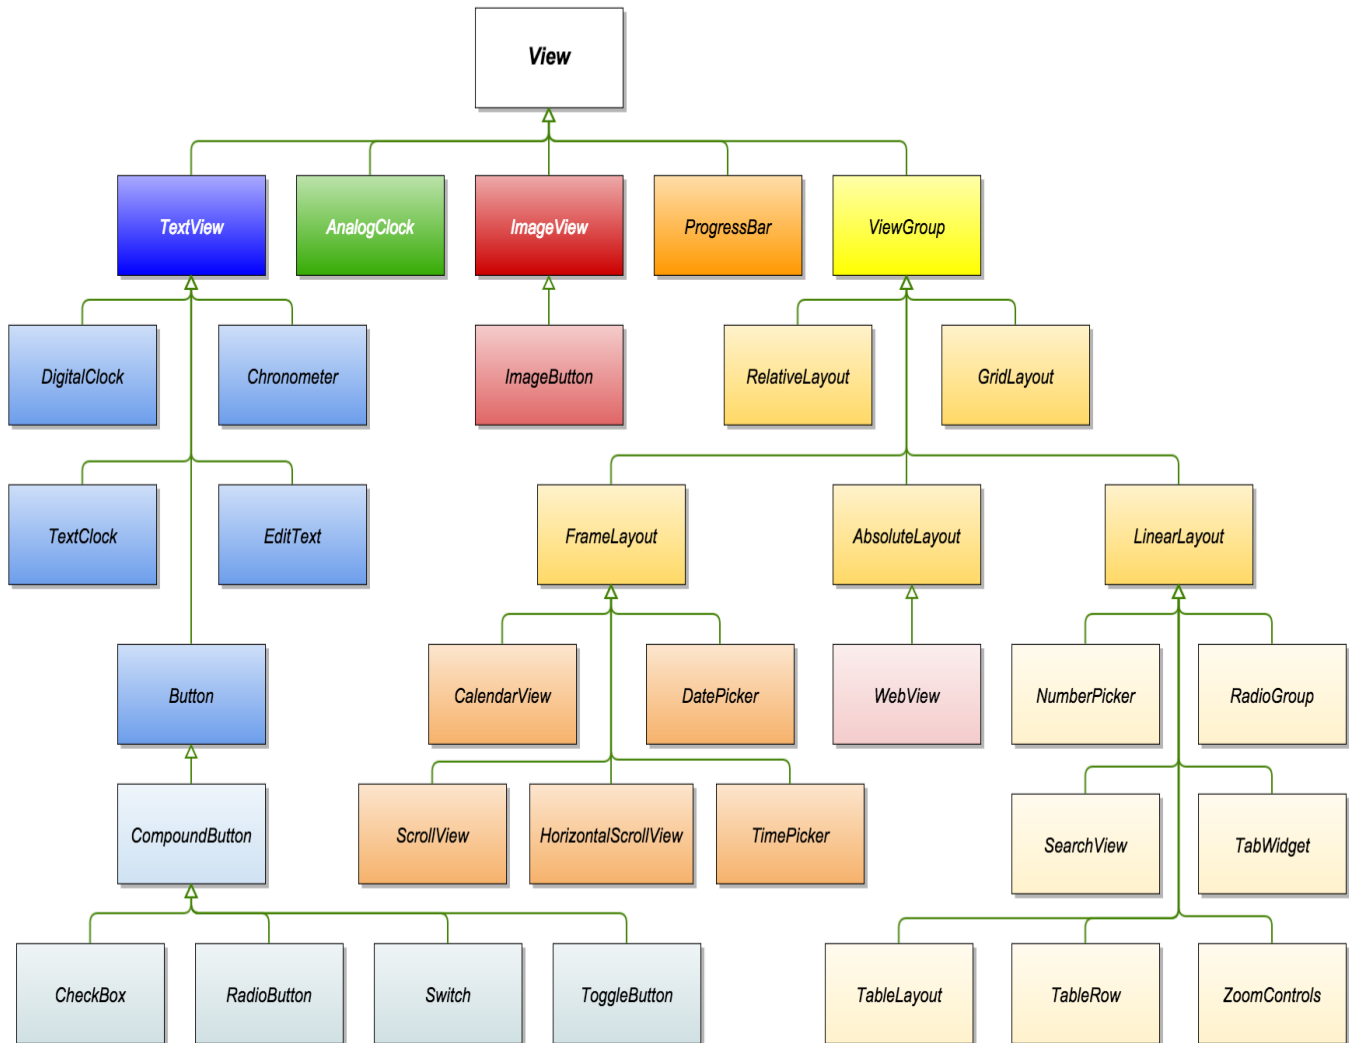 View
TextView
AnalogClock
ImageView
ProgressBar
ViewGroup
DigitalClock
Chronometer
ImageButton
RelativeLayout
GridLayout
TextClock
EditText
FrameLayout
AbsoluteLayout
LinearLayout
Button
CalendarView
DatePicker
WebView
NumberPicker
RadioGroup
CompoundButton
ScrollView
HorizontalScrollView
TimePicker
SearchView
TabWidget
CheckBox
RadioButton
Switch
ToggleButton
TableLayout
TableRow
ZoomControls